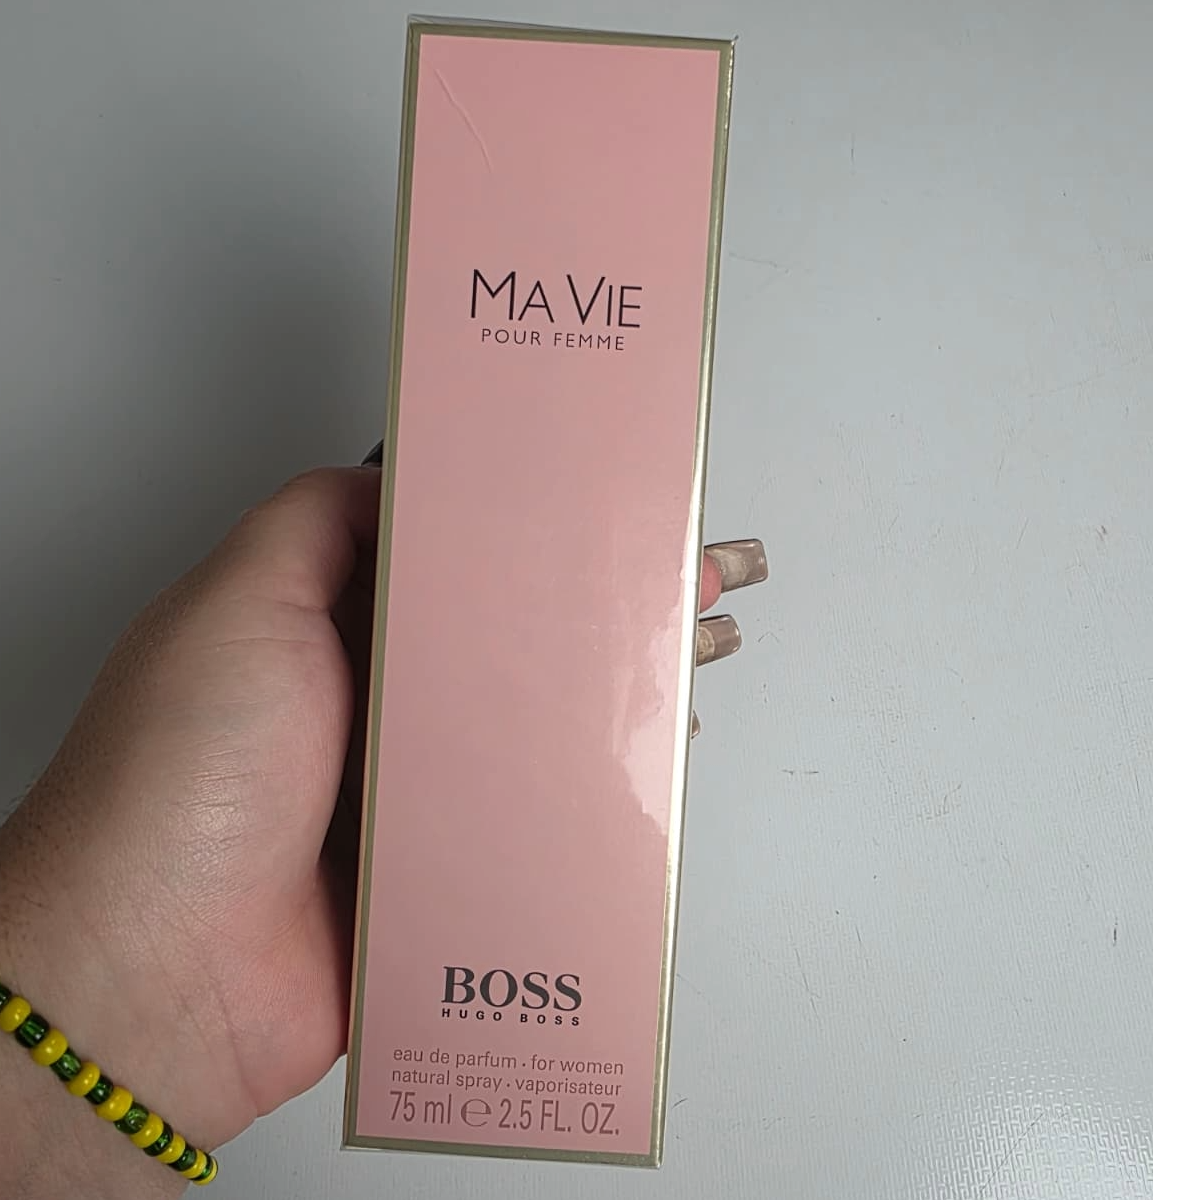 MA VIE
POUR FEMME
BOSS
HUGO BOSS
eau de parfum · for women
natural spray · vaporisateur
75 ml ℮ 2.5 FL. OZ.